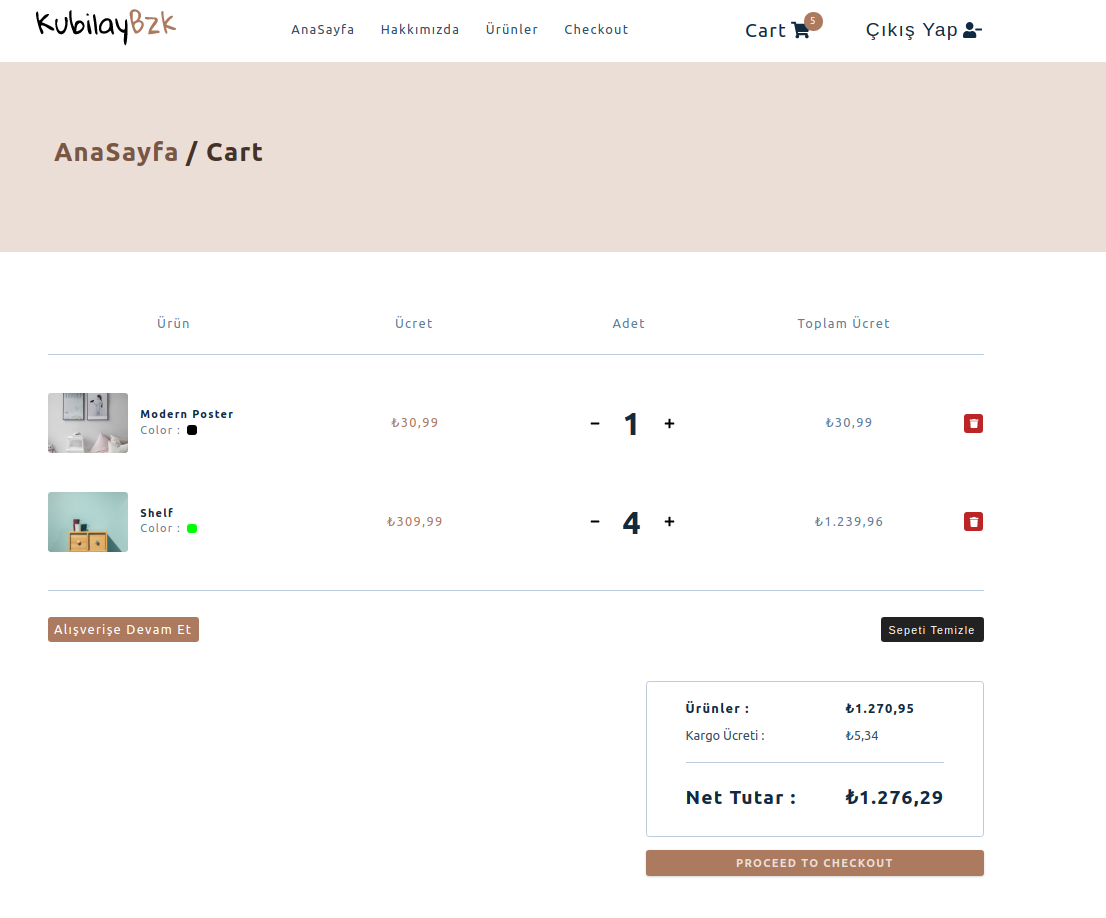 KubilayBzk AnaSayfa Hakkımızda Ürünler Checkout Cart 5 Çıkış Yap
AnaSayfa / Cart
Ürün Ücret Adet Toplam Ücret
Modern Poster
Color :
₺30,99 − 1 + ₺30,99
Shelf
Color :
₺309,99 − 4 + ₺1.239,96
Alışverişe Devam Et Sepeti Temizle
Ürünler : ₺1.270,95
Kargo Ücreti : ₺5,34
Net Tutar : ₺1.276,29
PROCEED TO CHECKOUT